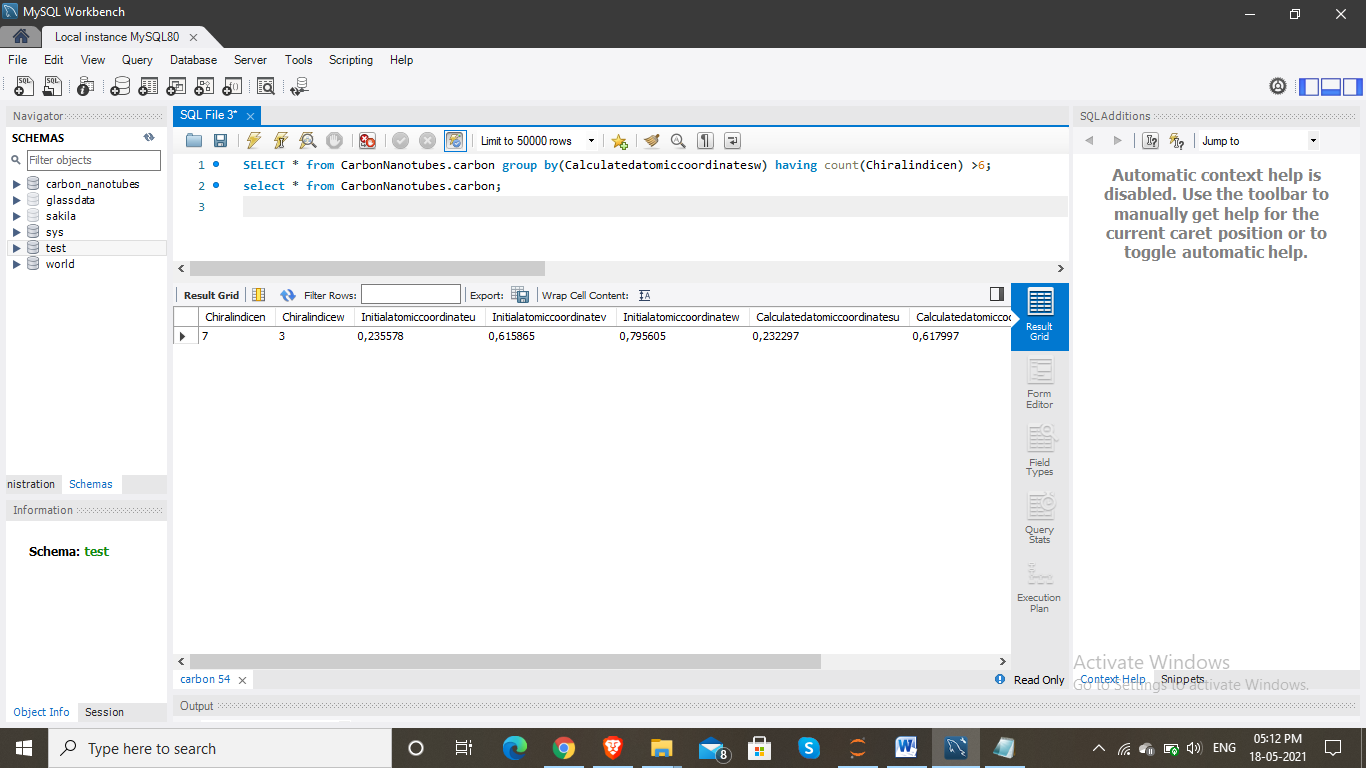 MySQL Workbench
Local instance MySQL80
File Edit View Query Database Server Tools Scripting Help
Navigator
SCHEMAS
Filter objects
carbon_nanotubes
glassdata
sakila
sys
test
world
nistration Schemas
Information
Schema: test
Object Info Session
SQL File 3*
Limit to 50000 rows
1 SELECT * from CarbonNanotubes.carbon group by(Calculatedatomiccoordinatesw) having count(Chiralindicen) >6;
2 select * from CarbonNanotubes.carbon;
3
Result Grid Filter Rows: Export: Wrap Cell Content:
Chiralindicen Chiralindicew Initialatomiccoordinateu Initialatomiccoordinatev Initialatomiccoordinatew Calculatedatomiccoordinatesu Calculatedatomiccoo
7 3 0,235578 0,615865 0,795605 0,232297 0,617997
Result
Grid
Form
Editor
Field
Types
Query
Stats
Execution
Plan
carbon 54
Read Only
Output
SQLAdditions
Jump to
Automatic context help is
disabled. Use the toolbar to
manually get help for the
current caret position or to
toggle automatic help.
Activate Windows
Go to Settings to activate Windows.
Context Help Snippets
Type here to search
8
ENG
05:12 PM
18-05-2021